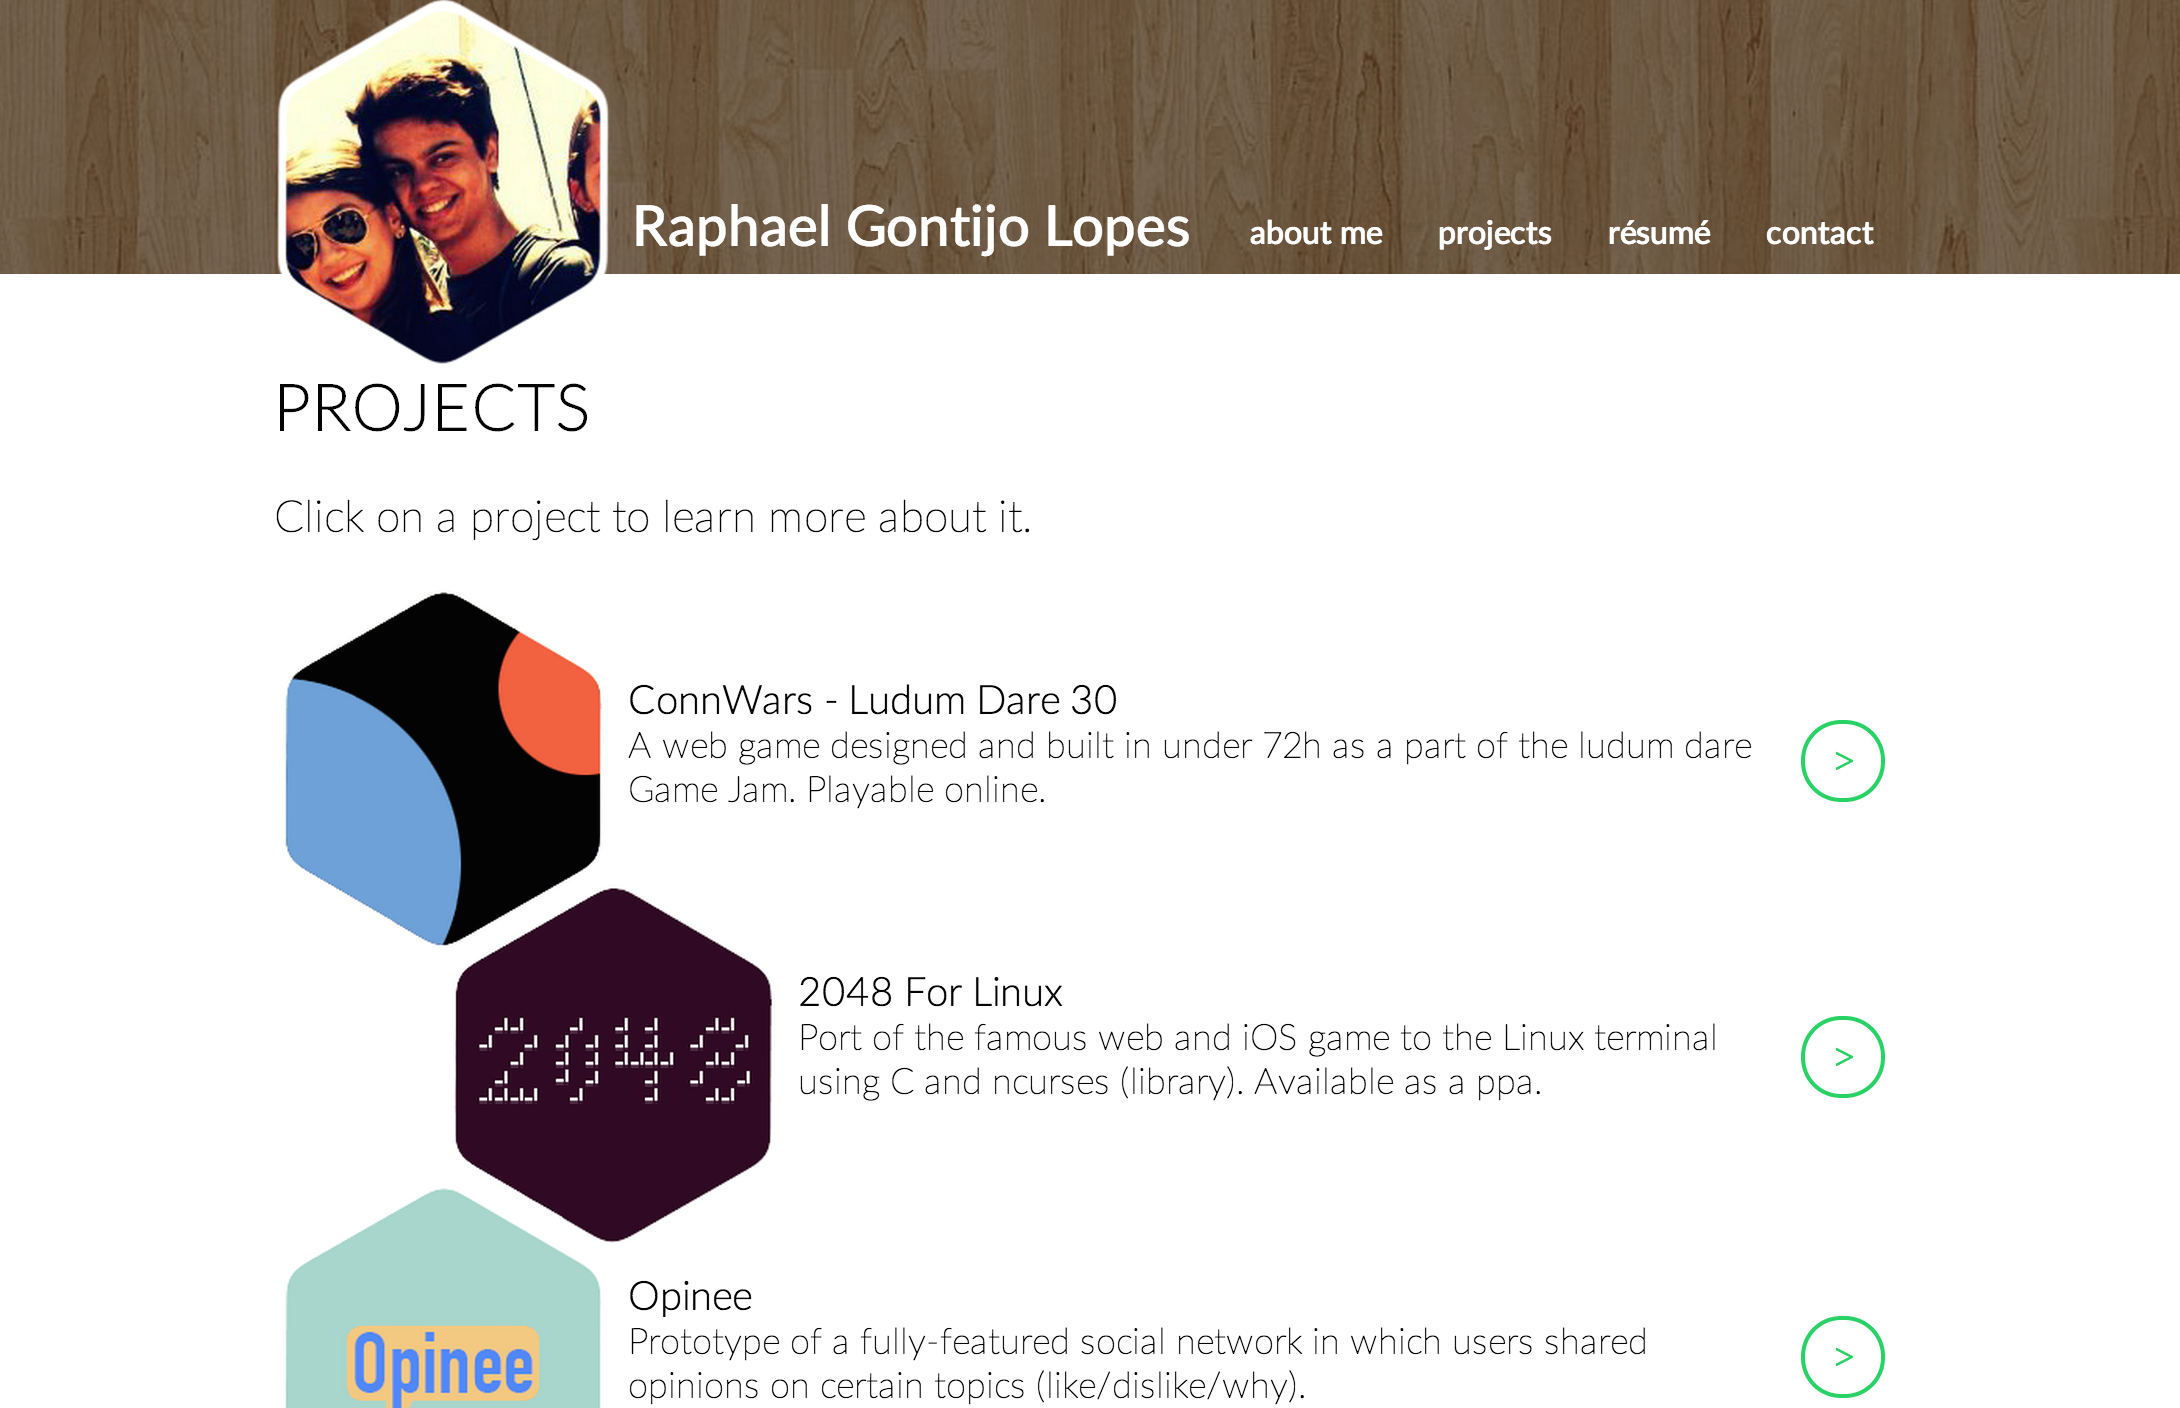 Raphael Gontijo Lopes about me projects résumé contact
PROJECTS
Click on a project to learn more about it.
ConnWars - Ludum Dare 30
A web game designed and built in under 72h as a part of the ludum dare
Game Jam. Playable online.
>
2048
2048 For Linux
Port of the famous web and iOS game to the Linux terminal
using C and ncurses (library). Available as a ppa.
>
Opinee
Opinee
Prototype of a fully-featured social network in which users shared
opinions on certain topics (like/dislike/why).
>